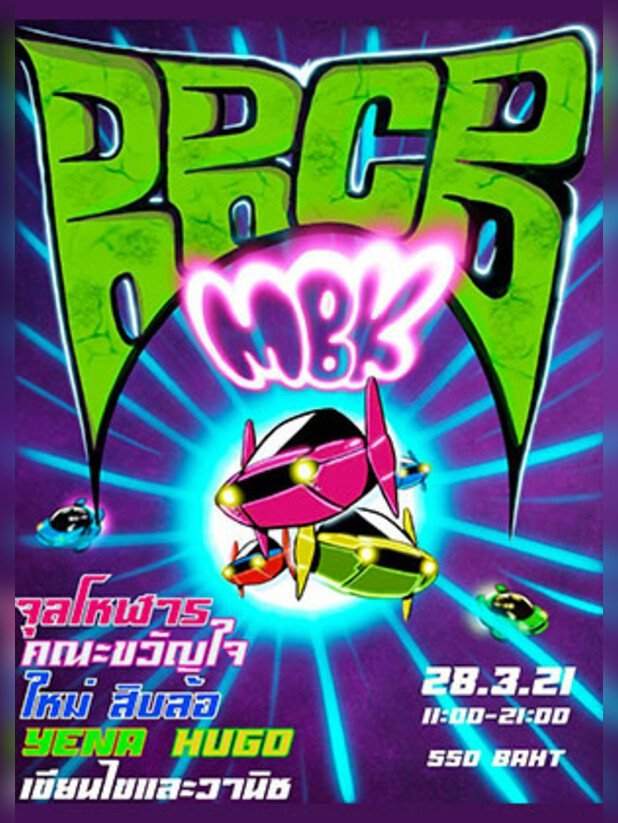 RRCR
MBK
จุลโหฬาร
คณะขวัญใจ
ใหม่ สิบล้อ
YENA HUGO
เขียนไขและวานิช
28.3.21
11:00-21:00
550 BAHT